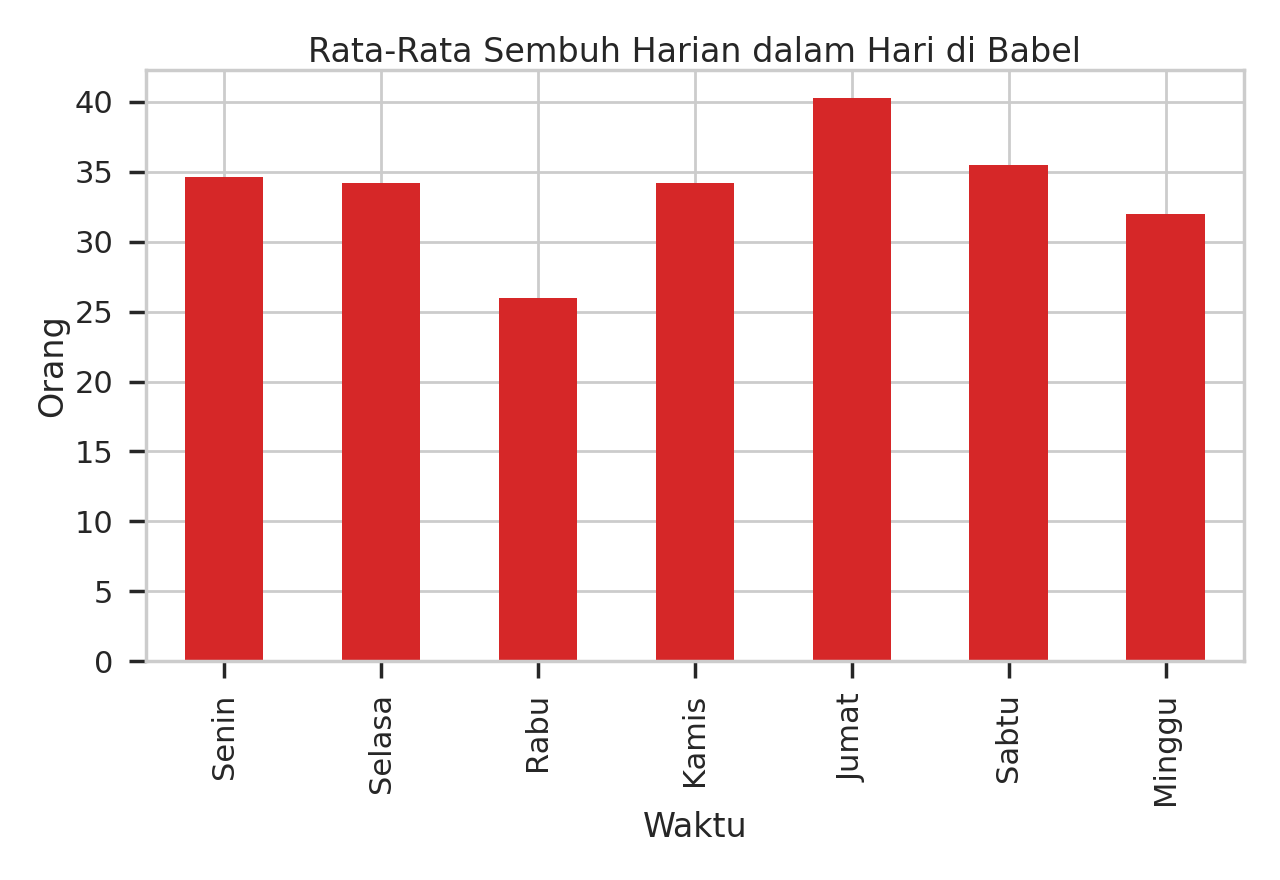 Rata-Rata Sembuh Harian dalam Hari di Babel
40
35
30
25
20
15
10
5
0
Orang
Senin
Selasa
Rabu
Kamis
Jumat
Sabtu
Minggu
Waktu